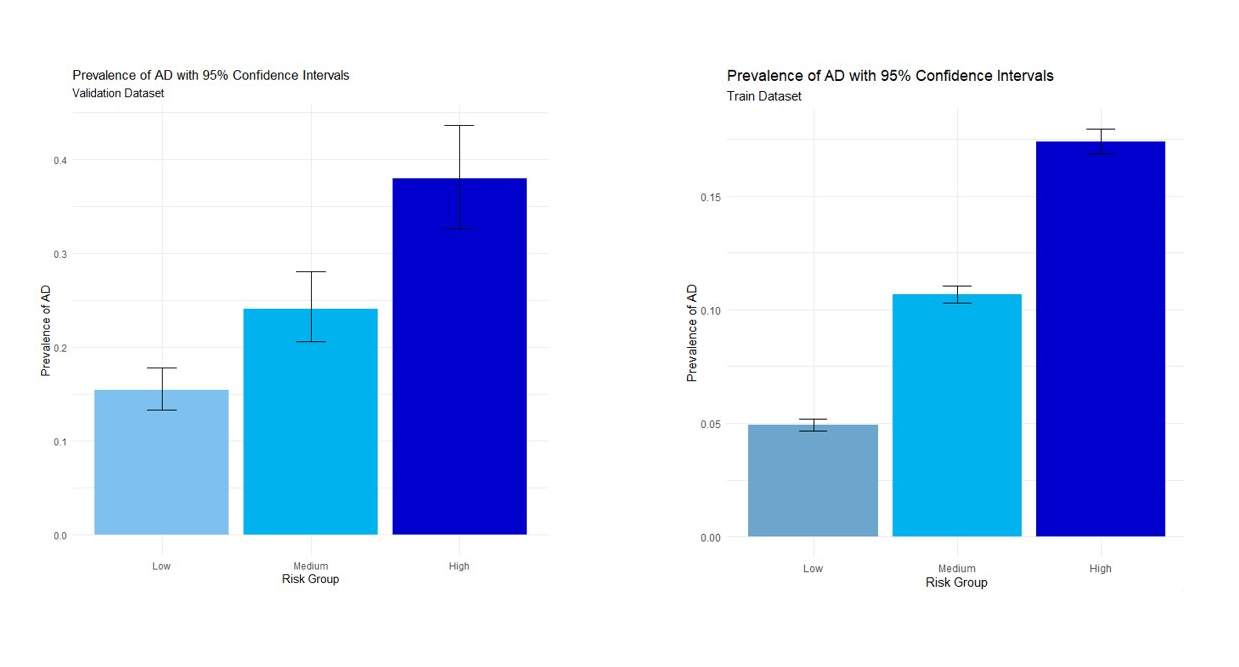 Prevalence of AD with 95% Confidence Intervals
Validation Dataset
Prevalence of AD
0.4
0.3
0.2
0.1
0.0
Low Medium High
Risk Group
Prevalence of AD with 95% Confidence Intervals
Train Dataset
Prevalence of AD
0.15
0.10
0.05
0.00
Low Medium High
Risk Group